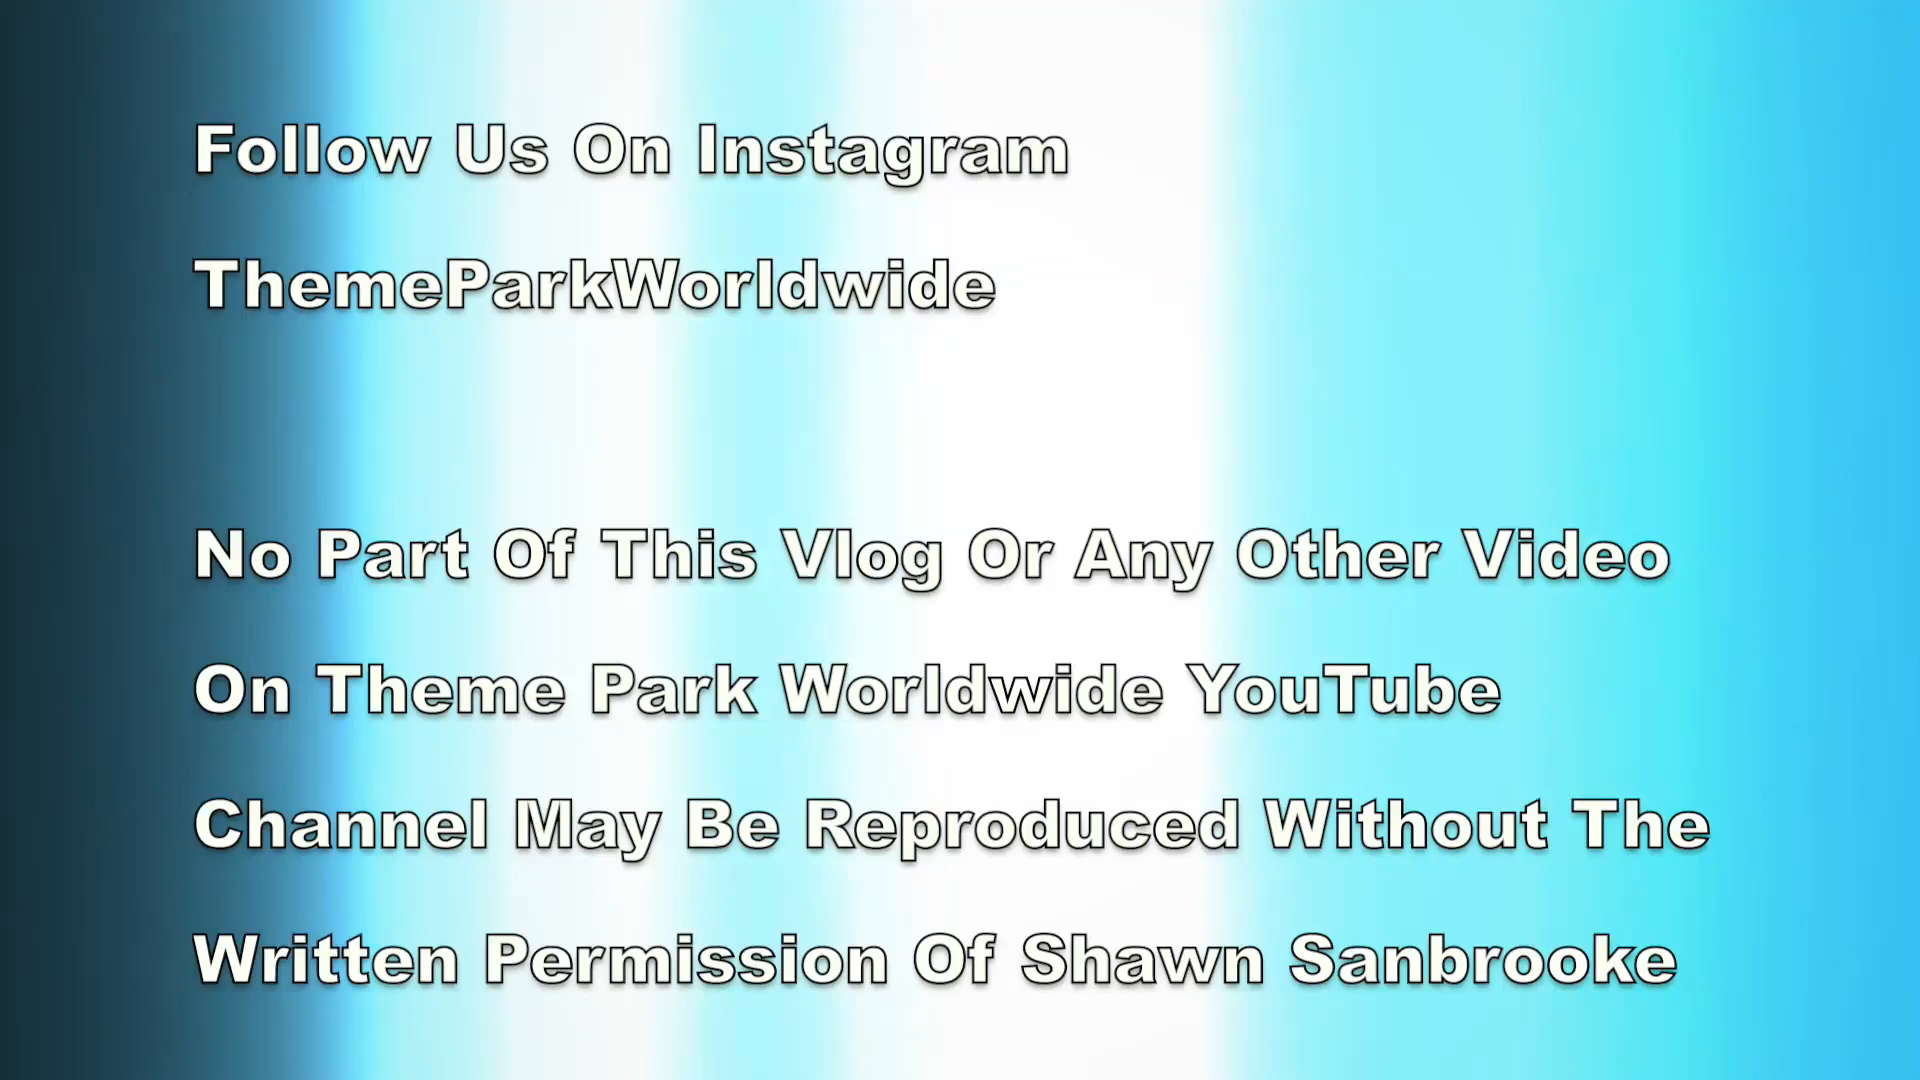 Follow Us On Instagram
ThemeParkWorldwide
No Part Of This Vlog Or Any Other Video
On Theme Park Worldwide YouTube
Channel May Be Reproduced Without The
Written Permission Of Shawn Sanbrooke